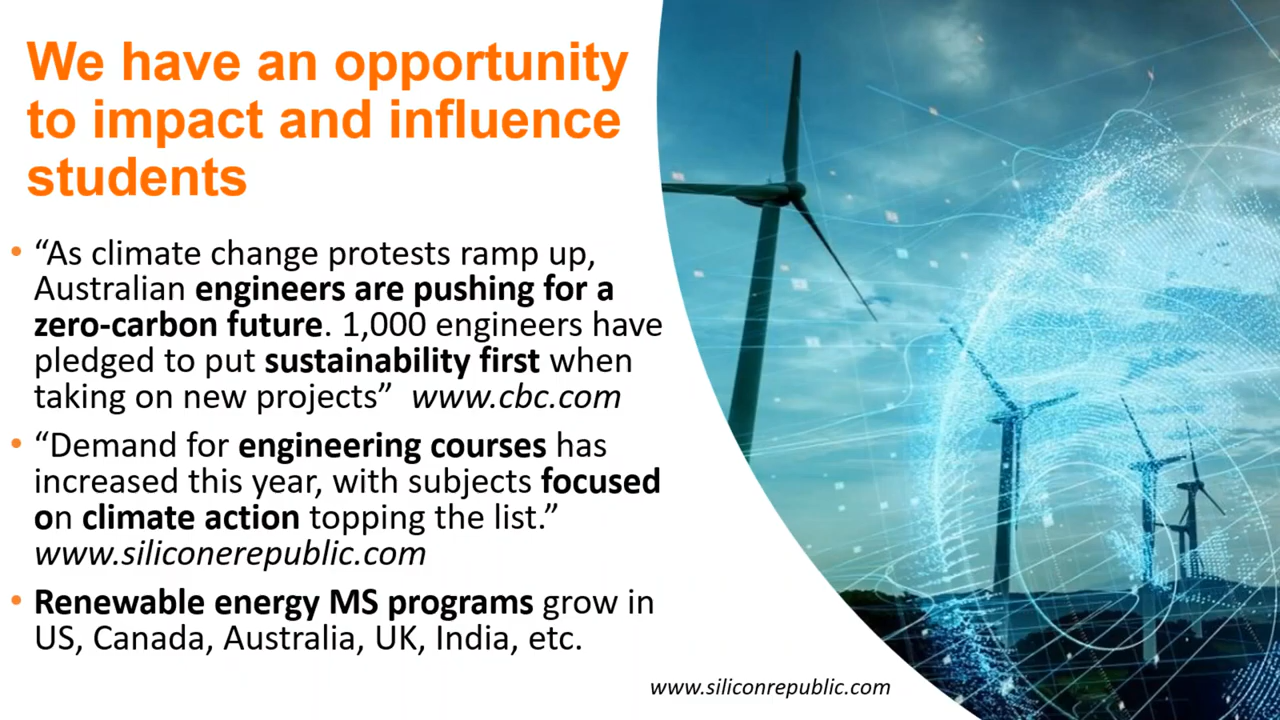 We have an opportunity
to impact and influence
students
• “As climate change protests ramp up,
Australian engineers are pushing for a
zero-carbon future. 1,000 engineers have
pledged to put sustainability first when
taking on new projects” www.cbc.com
• “Demand for engineering courses has
increased this year, with subjects focused
on climate action topping the list.”
www.siliconerepublic.com
• Renewable energy MS programs grow in
US, Canada, Australia, UK, India, etc.
www.siliconrepublic.com